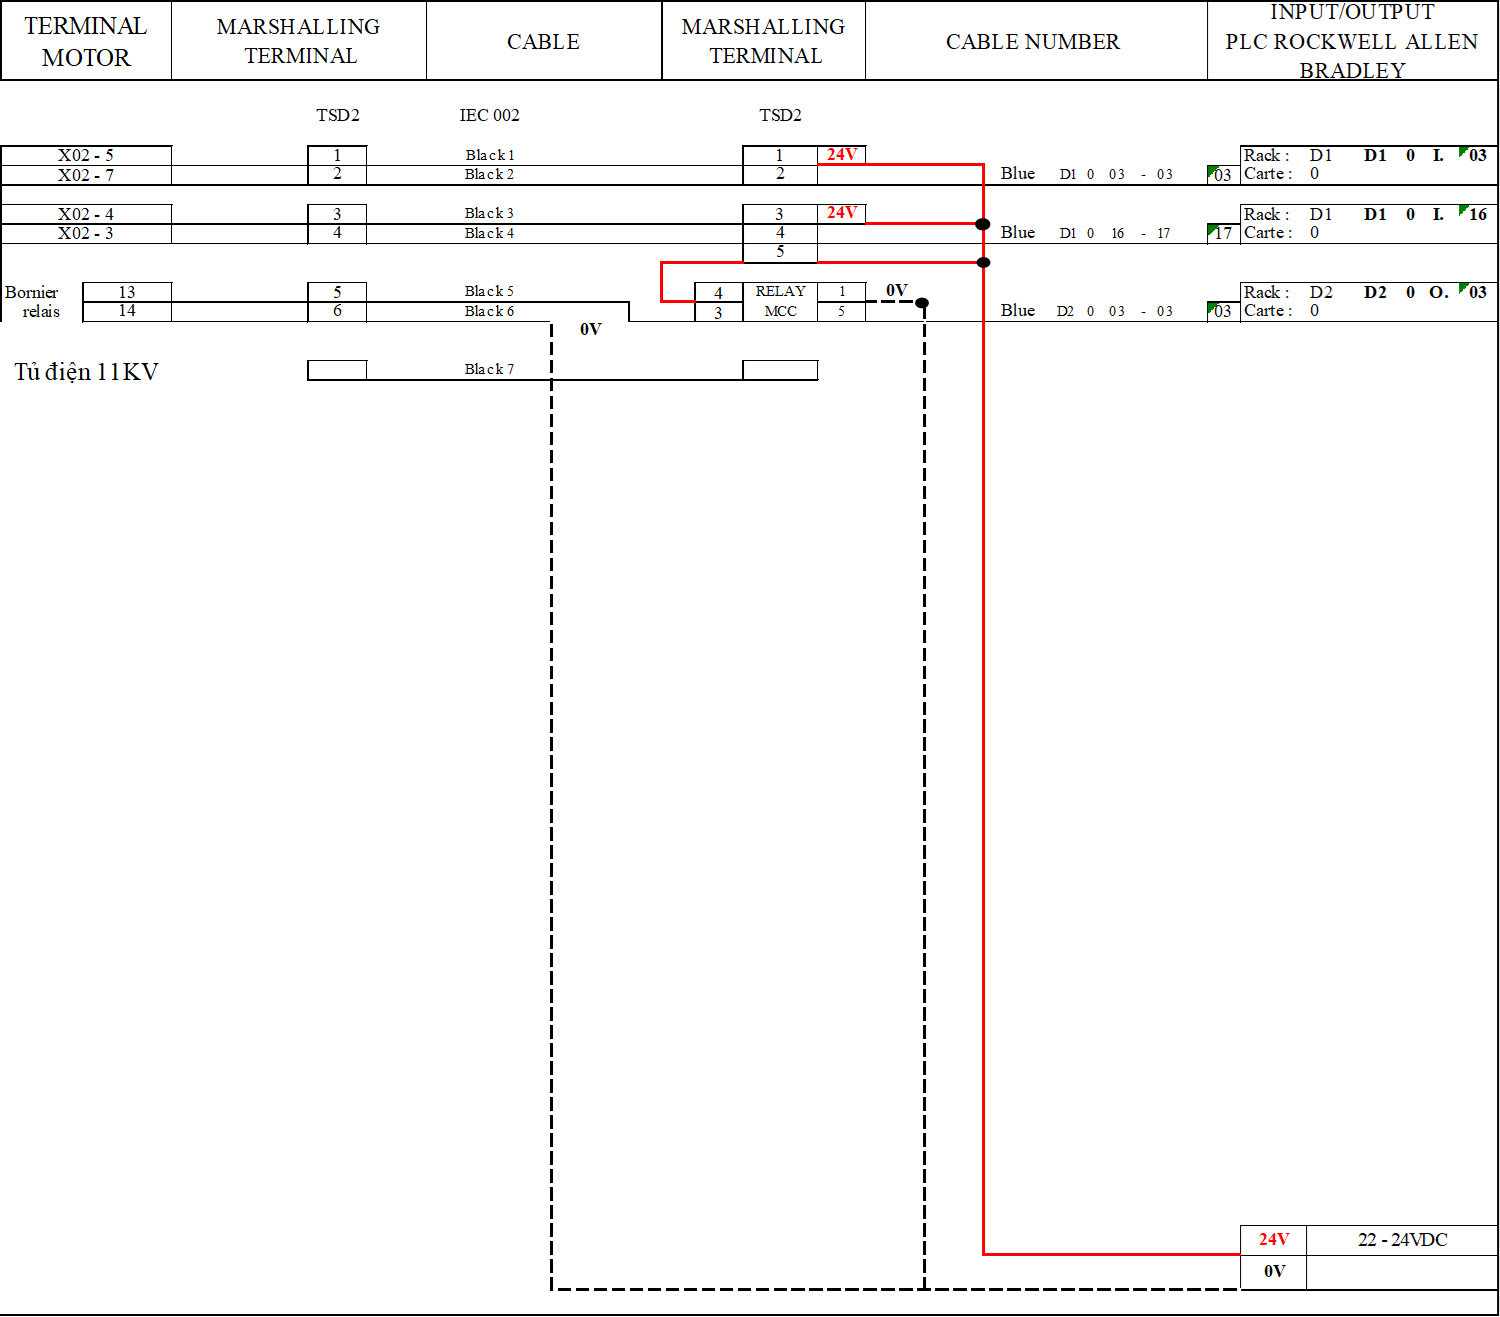 TERMINAL MOTOR
MARSHALLING TERMINAL
CABLE
MARSHALLING TERMINAL
CABLE NUMBER
INPUT/OUTPUT
PLC ROCKWELL ALLEN
BRADLEY
TSD2 IEC 002 TSD2
X02 - 5 1 Black 1 1 24V Rack : D1 D1 0 I. 03
X02 - 7 2 Black 2 2 Blue D1 0 03 - 03 03 Carte : 0
X02 - 4 3 Black 3 3 24V Rack : D1 D1 0 I. 16
X02 - 3 4 Black 4 4 Blue D1 0 16 - 17 17 Carte : 0
5
Bornier 13 5 Black 5 4 RELAY 1 0V Rack : D2 D2 0 O. 03
relais 14 6 Black 6 3 MCC 5 Blue D2 0 03 - 03 03 Carte : 0
0V
Tủ điện 11KV Black 7
24V 22 - 24VDC
0V